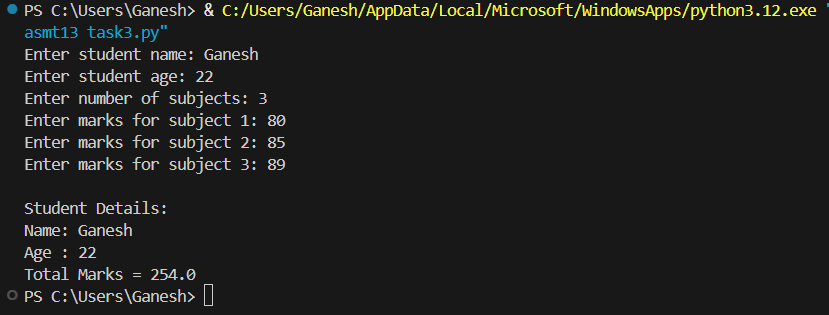 PS C:\Users\Ganesh> & C:/Users/Ganesh/AppData/Local/Microsoft/WindowsApps/python3.12.exe "
asmt13 task3.py"
Enter student name: Ganesh
Enter student age: 22
Enter number of subjects: 3
Enter marks for subject 1: 80
Enter marks for subject 2: 85
Enter marks for subject 3: 89
Student Details:
Name: Ganesh
Age : 22
Total Marks = 254.0
PS C:\Users\Ganesh>